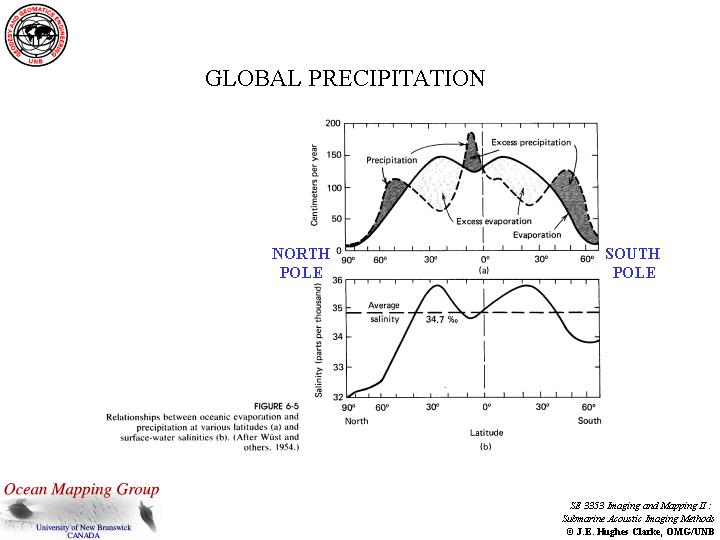 GEODESY AND GEOMATICS ENGINEERING
UNB
GLOBAL PRECIPITATION
200
150
100
50
0
Centimeters per year
Precipitation
Excess precipitation
Excess evaporation
Evaporation
NORTH
POLE
SOUTH
POLE
90° 60° 30° 0° 30° 60°
(a)
36
35
34
33
32
Salinity (parts per thousand)
Average
salinity 34.7 ‰
90° 60° 30° 0° 30° 60°
North South
Latitude
(b)
FIGURE 6-5
Relationships between oceanic evaporation and
precipitation at various latitudes (a) and
surface-water salinities (b). (After Wüst and
others. 1954.)
Ocean Mapping Group
University of New Brunswick
CANADA
SE 3353 Imaging and Mapping II :
Submarine Acoustic Imaging Methods
© J.E. Hughes Clarke, OMG/UNB